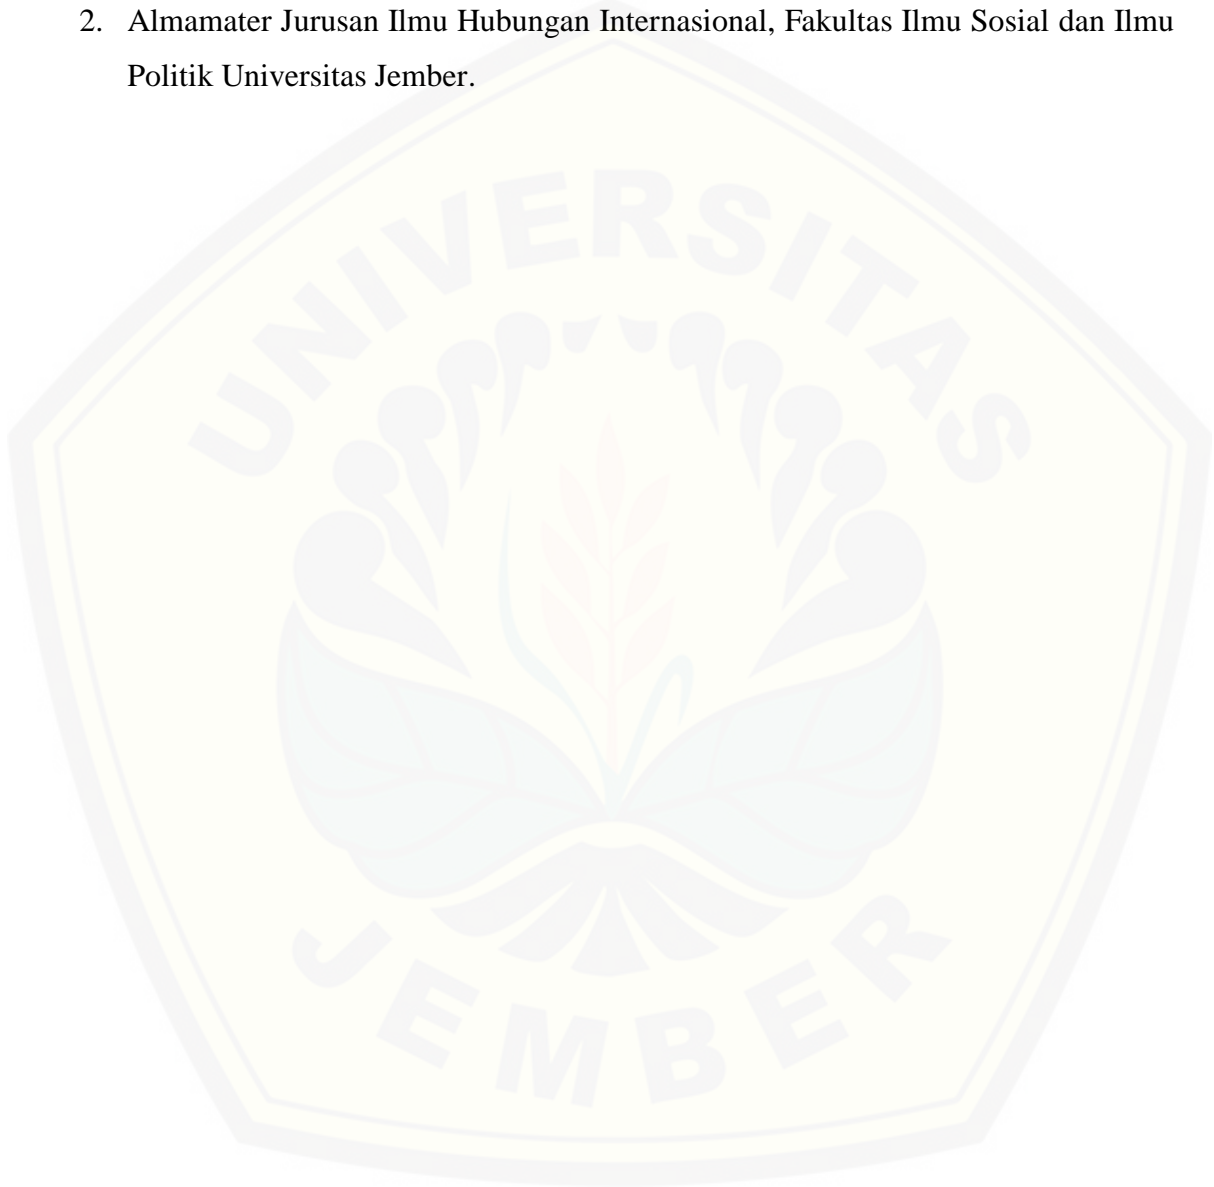 2. Almamater Jurusan Ilmu Hubungan Internasional, Fakultas Ilmu Sosial dan Ilmu
Politik Universitas Jember.
UNIVERSITAS
JEMBER